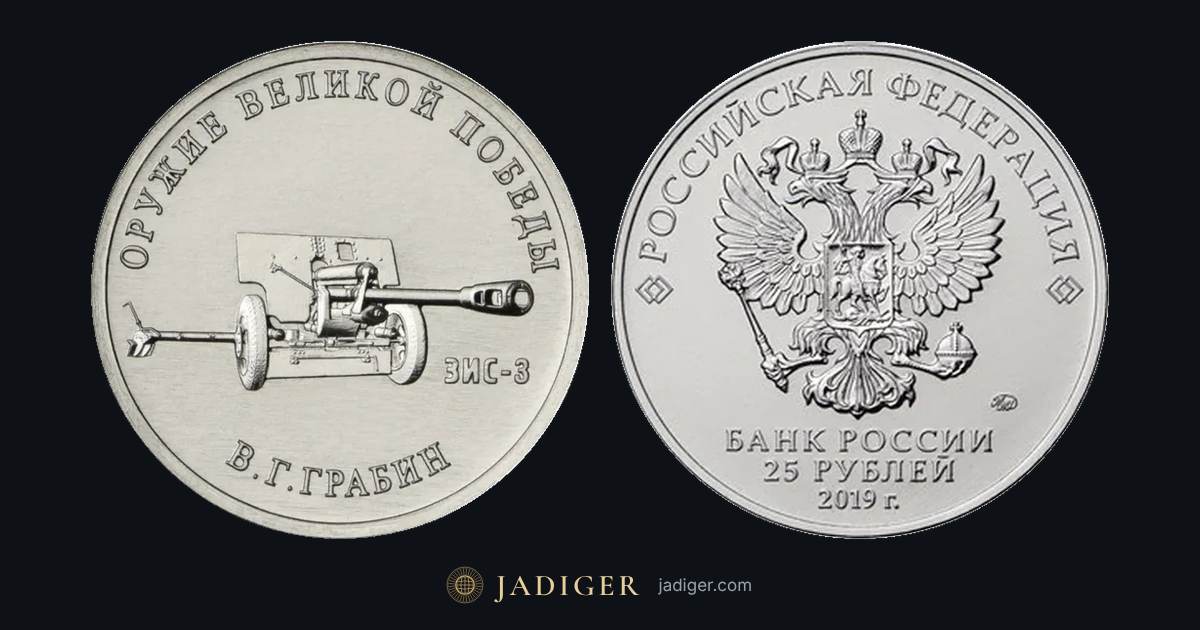 ОРУЖИЕ ВЕЛИКОЙ ПОБЕДЫ
ЗИС-3
В.Г.ГРАБИН
РОССИЙСКАЯ ФЕДЕРАЦИЯ
ММД
БАНК РОССИИ
25 РУБЛЕЙ
2019 г.
JADIGER
jadiger.com